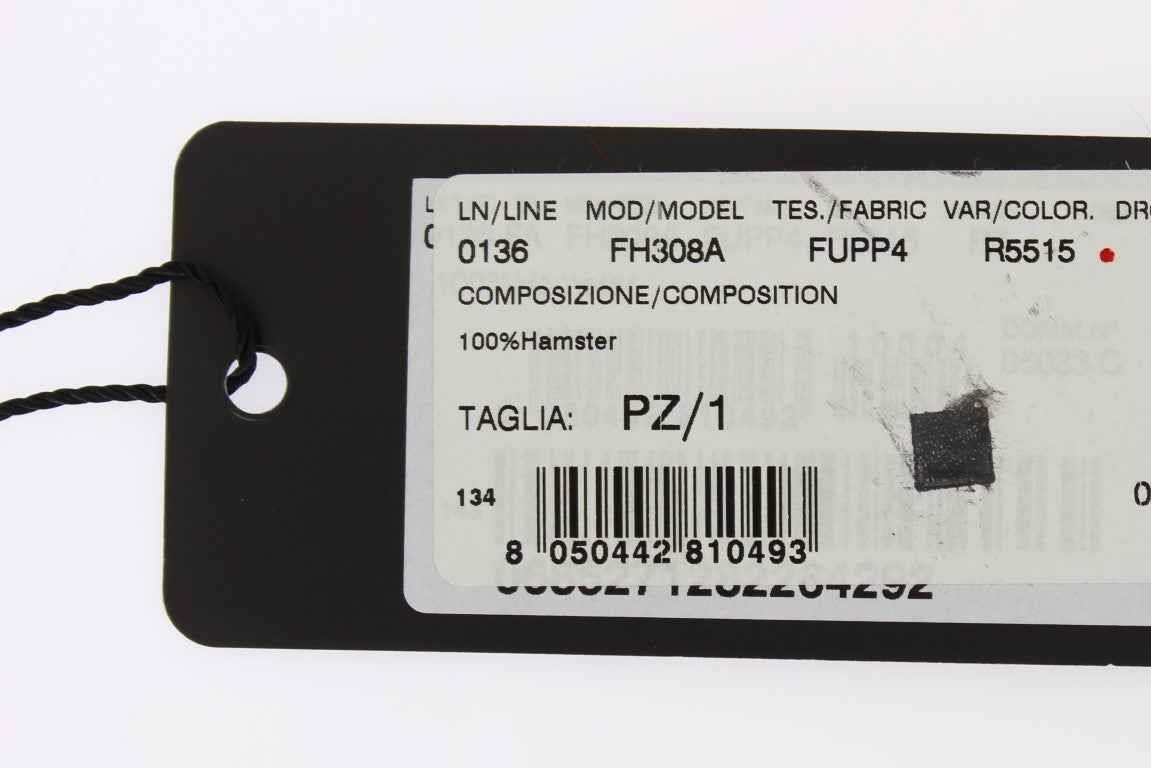 LN/LINE MOD/MODEL TES./FABRIC VAR/COLOR.
0136 FH308A FUPP4 R5515
COMPOSIZIONE/COMPOSITION
100%Hamster
TAGLIA: PZ/1
134
8 050442 810493